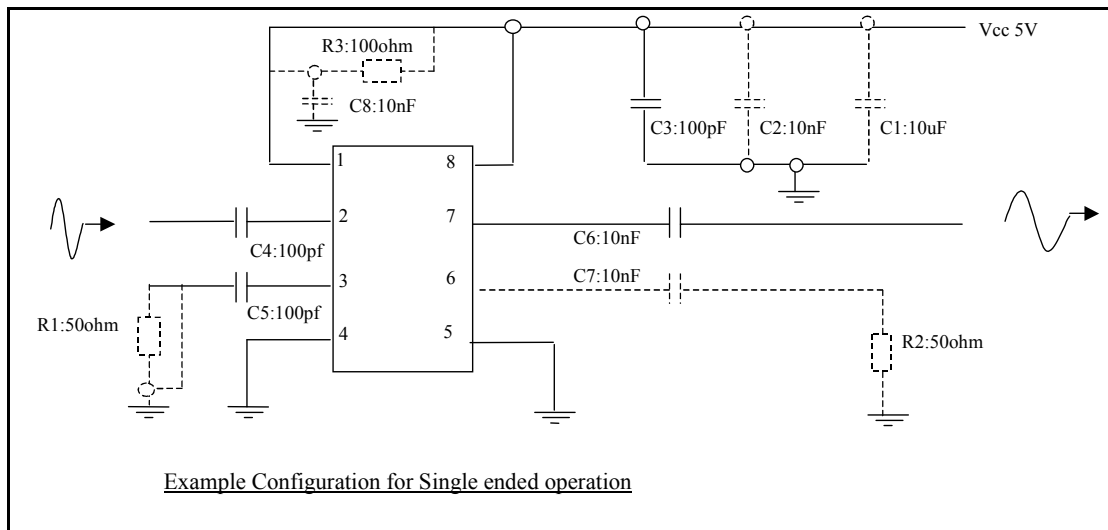 Vcc 5V
R3:100ohm
C8:10nF
C3:100pF
C2:10nF
C1:10uF
1
8
2
7
C4:100pf
C6:10nF
3
6
C7:10nF
C5:100pf
R1:50ohm
4
5
R2:50ohm
Example Configuration for Single ended operation